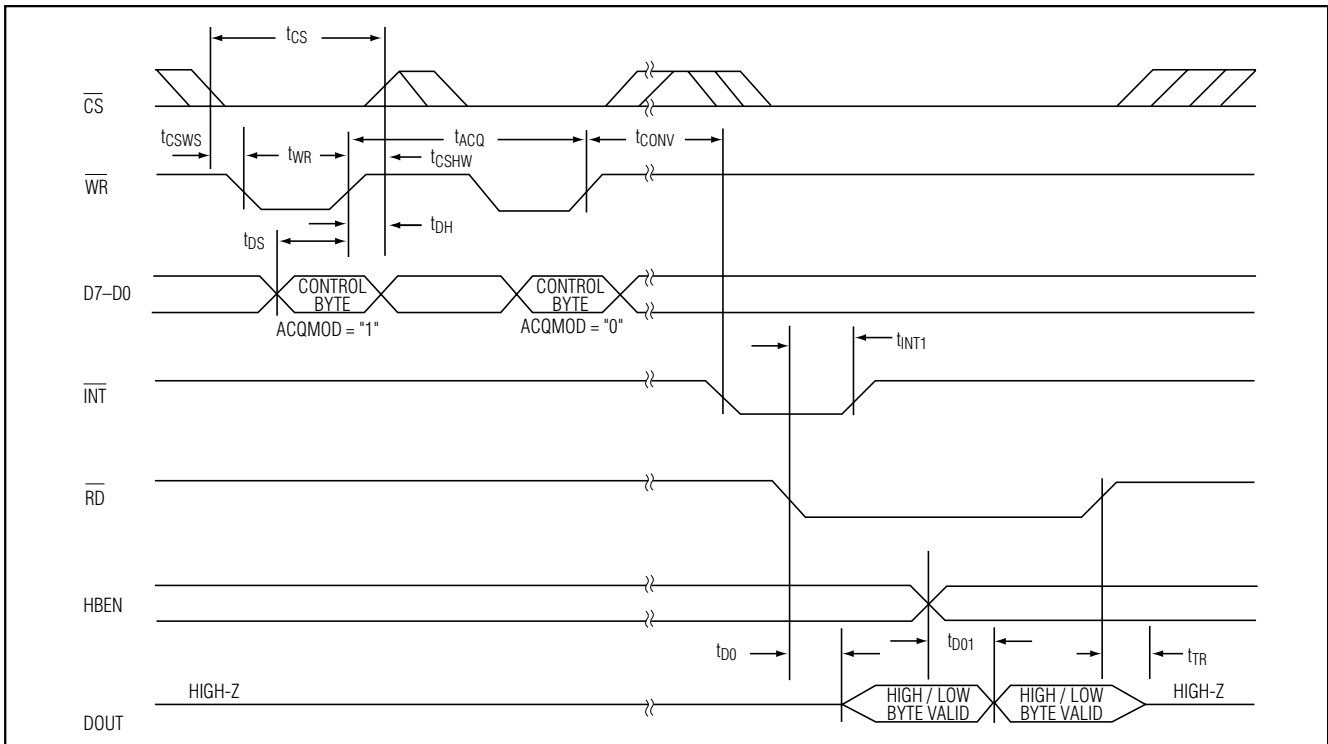 tCS
CS
tCSWS
tWR
tACQ
tCONV
tCSHW
WR
tDS
tDH
D7–D0
CONTROL
BYTE
CONTROL
BYTE
ACQMOD = "1"
ACQMOD = "0"
tINT1
INT
RD
HBEN
tD0
tD01
tTR
HIGH-Z
HIGH / LOW
BYTE VALID
HIGH / LOW
BYTE VALID
HIGH-Z
DOUT